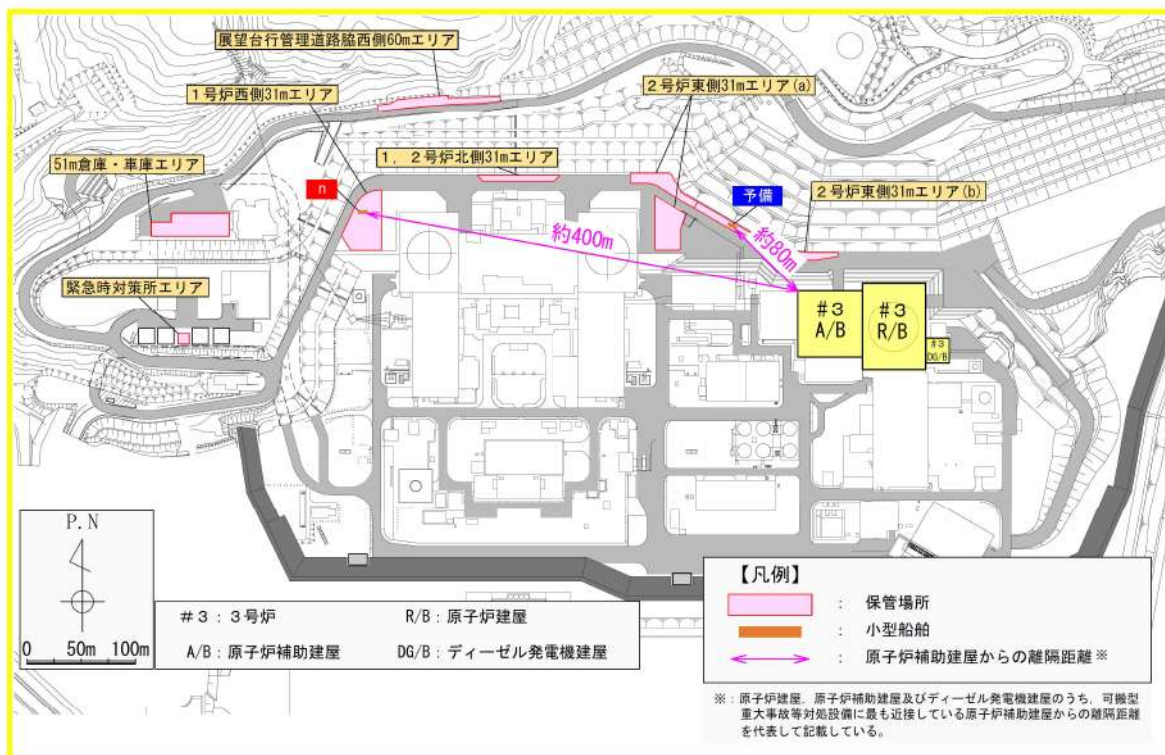 展望台行管理道路脇西側60mエリア
1号炉西側31mエリア
2号炉東側31mエリア(a)
51m倉庫・車庫エリア
1，2号炉北側31mエリア
n
予備
2号炉東側31mエリア(b)
約400m
約80m
緊急時対策所エリア
#3
A/B
#3
R/B
#3
DG/B
P.N
0 50m 100m
#3：3号炉
R/B：原子炉建屋
A/B：原子炉補助建屋
DG/B：ディーゼル発電機建屋
【凡例】
： 保管場所
： 小型船舶
： 原子炉補助建屋からの離隔距離※
※：原子炉建屋，原子炉補助建屋及びディーゼル発電機建屋のうち，可搬型
重大事故等対処設備に最も近接している原子炉補助建屋からの離隔距離
を代表して記載している。